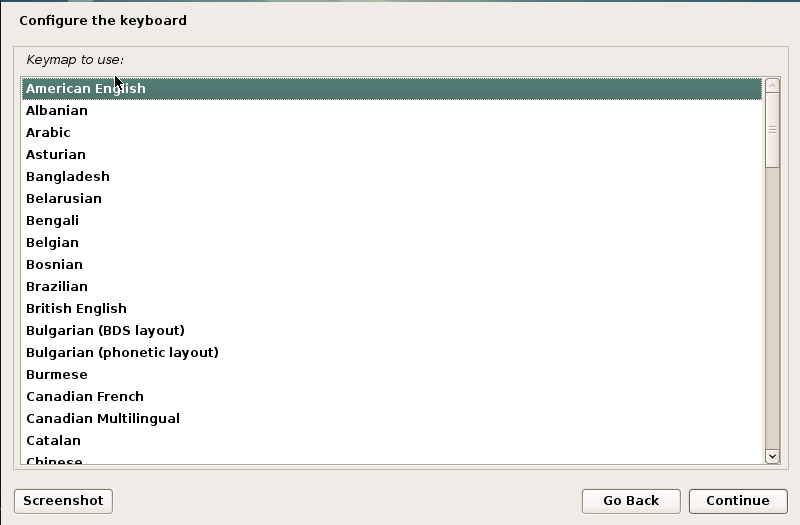 Configure the keyboard
Keymap to use:
American English
Albanian
Arabic
Asturian
Bangladesh
Belarusian
Bengali
Belgian
Bosnian
Brazilian
British English
Bulgarian (BDS layout)
Bulgarian (phonetic layout)
Burmese
Canadian French
Canadian Multilingual
Catalan
Chinese
Screenshot
Go Back
Continue